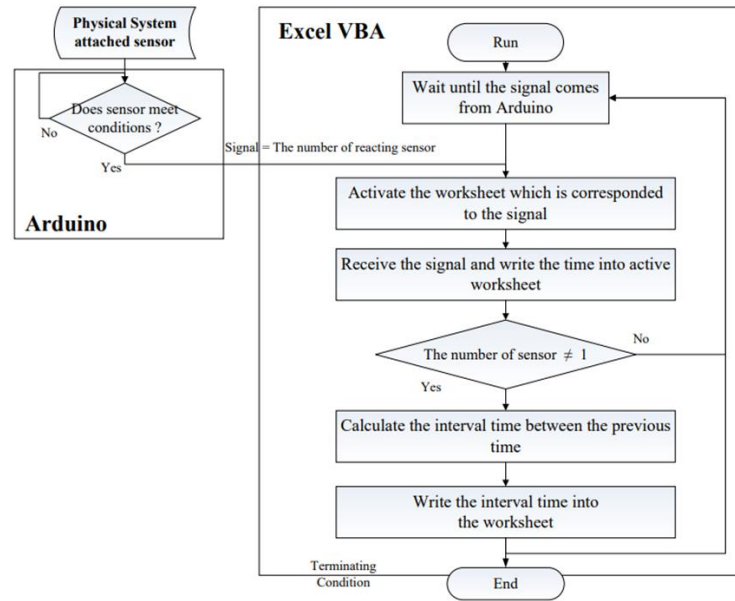 Physical System
attached sensor
Does sensor meet
conditions ?
No
Yes
Arduino
Signal = The number of reacting sensor
Excel VBA
Run
Wait until the signal comes
from Arduino
Activate the worksheet which is corresponded
to the signal
Receive the signal and write the time into active
worksheet
The number of sensor ≠ 1
No
Yes
Calculate the interval time between the previous
time
Write the interval time into
the worksheet
Terminating
Condition
End